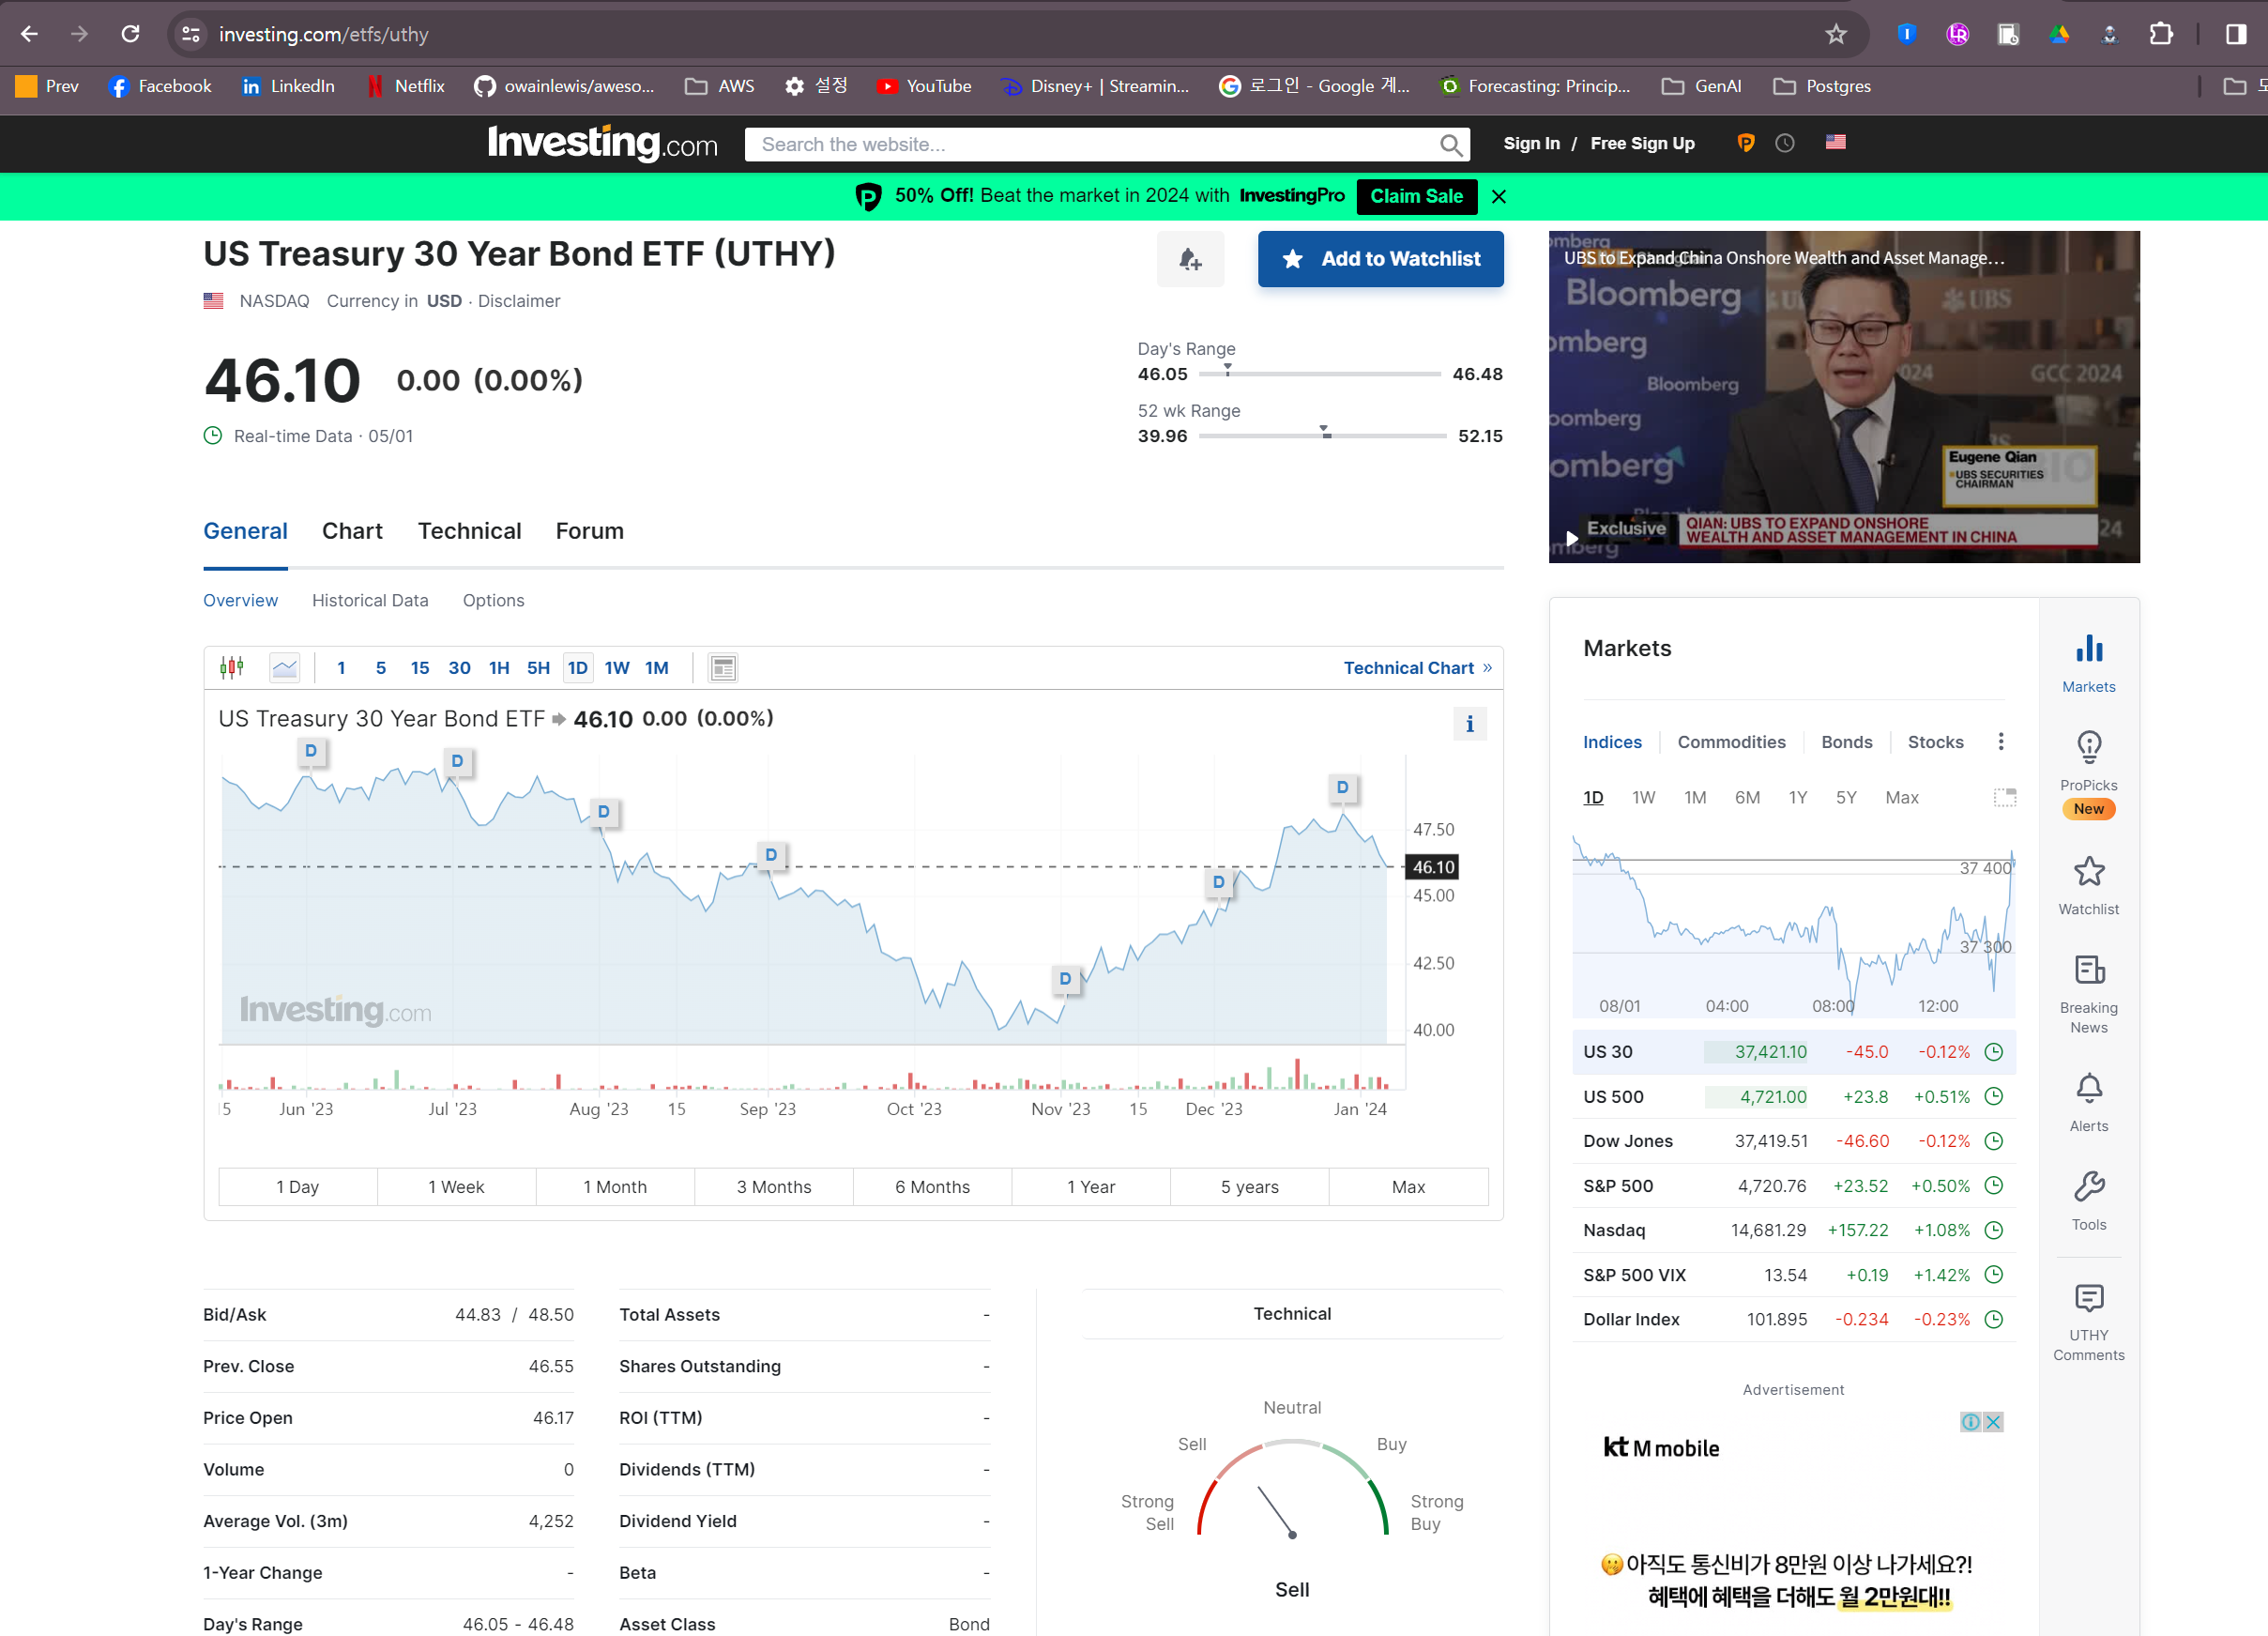 investing.com/etfs/uthy
Prev
Facebook
LinkedIn
Netflix
owainlewis/aweso...
AWS
설정
YouTube
Disney+ | Streamin...
로그인 - Google 계...
Forecasting: Princip...
GenAI
Postgres
Investing.com
Search the website...
Sign In / Free Sign Up
50% Off! Beat the market in 2024 with InvestingPro
Claim Sale
US Treasury 30 Year Bond ETF (UTHY)
Add to Watchlist
NASDAQ Currency in USD · Disclaimer
46.10 0.00 (0.00%)
Real-time Data · 05/01
Day's Range
46.05 46.48
52 wk Range
39.96 52.15
UBS to Expand China Onshore Wealth and Asset Manage...
Bloomberg
UBS
GCC 2024
Bloomberg
Eugene Qian
UBS SECURITIES
CHAIRMAN
Exclusive
QIAN: UBS TO EXPAND ONSHORE
WEALTH AND ASSET MANAGEMENT IN CHINA
General Chart Technical Forum
Overview Historical Data Options
1 5 15 30 1H 5H 1D 1W 1M
Technical Chart »
US Treasury 30 Year Bond ETF 46.10 0.00 (0.00%)
i
D
D
D
D
D
D
D
47.50
46.10
45.00
42.50
40.00
Investing.com
15 Jun '23 Jul '23 Aug '23 15 Sep '23 Oct '23 Nov '23 15 Dec '23 Jan '24
1 Day 1 Week 1 Month 3 Months 6 Months 1 Year 5 years Max
Bid/Ask 44.83 / 48.50
Prev. Close 46.55
Price Open 46.17
Volume 0
Average Vol. (3m) 4,252
1-Year Change -
Day's Range 46.05 - 46.48
Total Assets -
Shares Outstanding -
ROI (TTM) -
Dividends (TTM) -
Dividend Yield -
Beta -
Asset Class Bond
Technical
Neutral
Sell
Buy
Strong
Sell
Strong
Buy
Sell
Markets
Indices Commodities Bonds Stocks
1D 1W 1M 6M 1Y 5Y Max
37 400
37 300
08/01 04:00 08:00 12:00
US 30 37,421.10 -45.0 -0.12%
US 500 4,721.00 +23.8 +0.51%
Dow Jones 37,419.51 -46.60 -0.12%
S&P 500 4,720.76 +23.52 +0.50%
Nasdaq 14,681.29 +157.22 +1.08%
S&P 500 VIX 13.54 +0.19 +1.42%
Dollar Index 101.895 -0.234 -0.23%
Advertisement
kt M mobile
아직도 통신비가 8만원 이상 나가세요?!
혜택에 혜택을 더해도 월 2만원대!!
Markets
ProPicks
New
Watchlist
Breaking
News
Alerts
Tools
UTHY
Comments